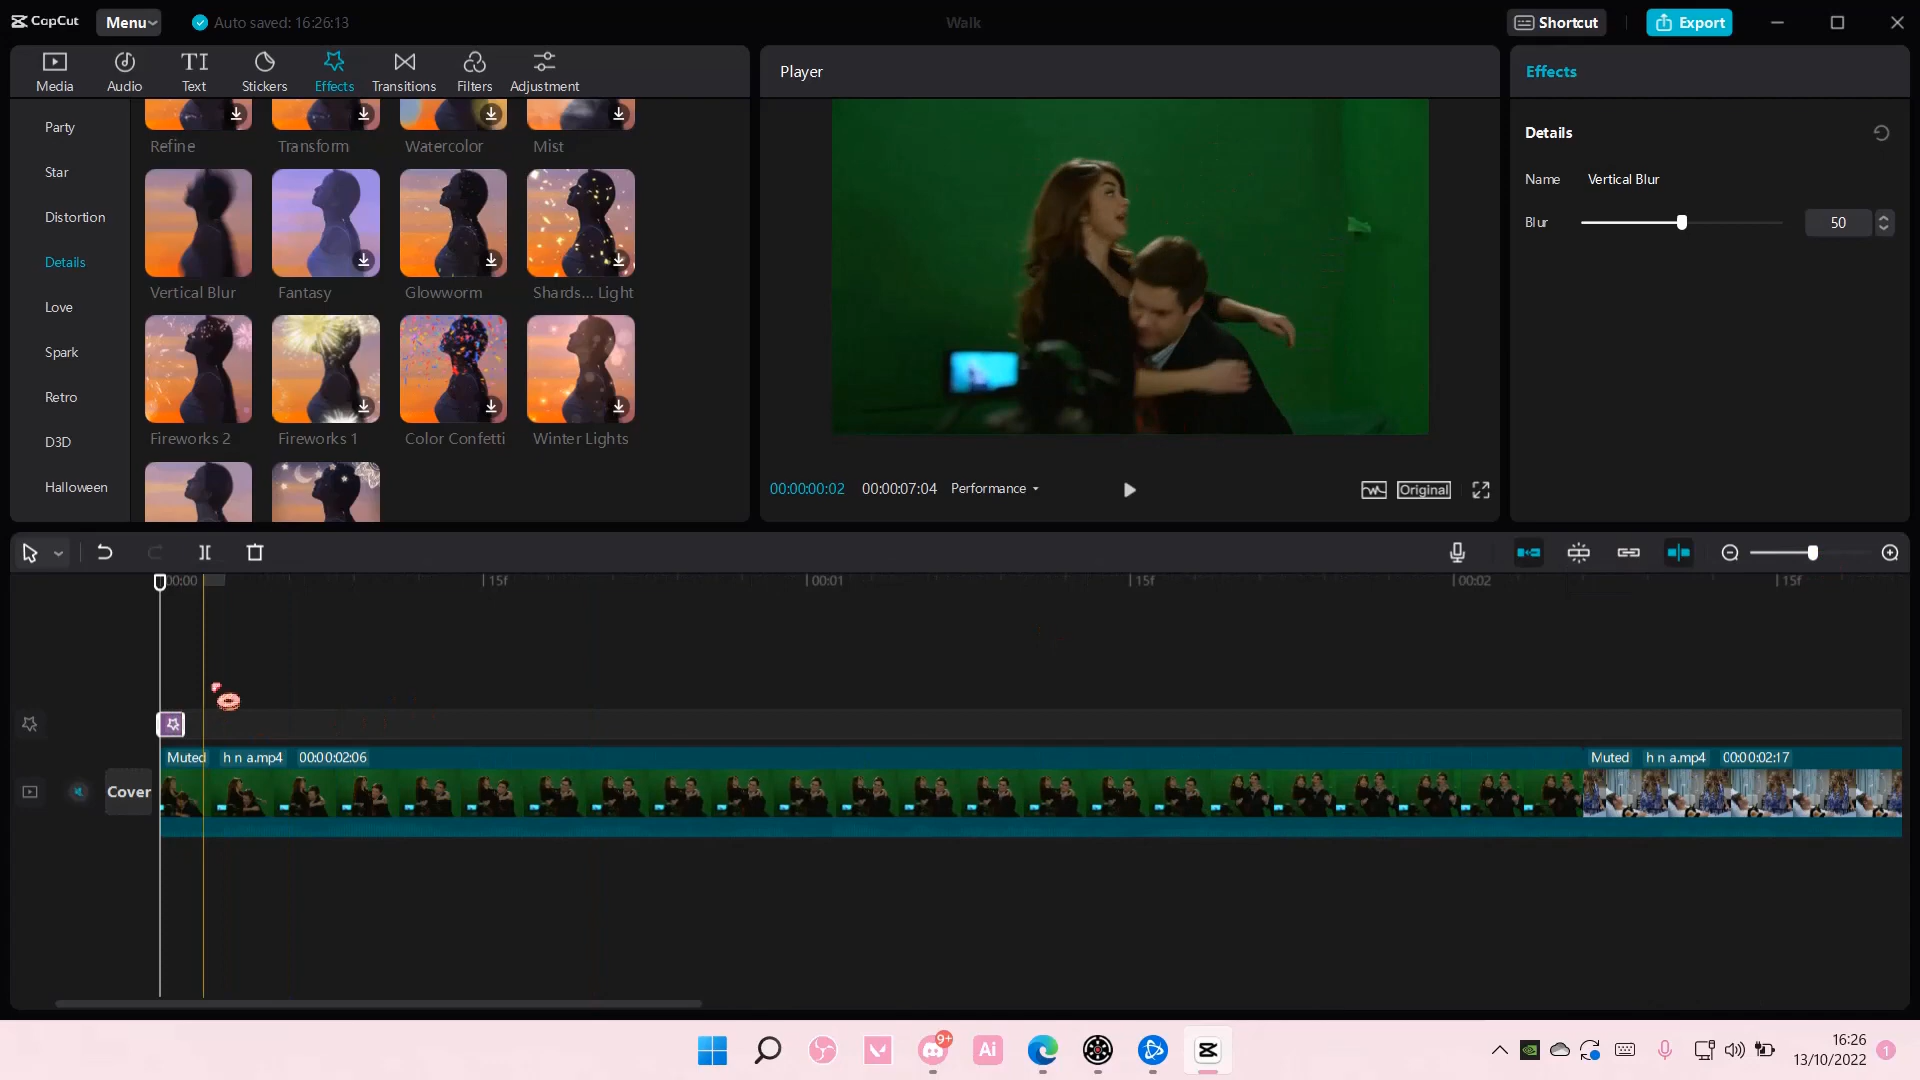 CapCut
Menu
Auto saved: 16:26:13
Walk
Shortcut
Export
Media
Audio
TI
Text
Stickers
Effects
Transitions
Filters
Adjustment
Player
Effects
Party
Star
Distortion
Details
Love
Spark
Retro
D3D
Halloween
Refine
Transform
Watercolor
Mist
Vertical Blur
Fantasy
Glowworm
Shards... Light
Fireworks 2
Fireworks 1
Color Confetti
Winter Lights
00:00:00:02
00:00:07:04
Performance
Original
Details
Name
Vertical Blur
Blur
50
00:00
15f
00:01
15f
00:02
15f
Muted
h n a.mp4
00:00:02:06
Muted
h n a.mp4
00:00:02:17
Cover
9+
Ai
16:26
13/10/2022
1